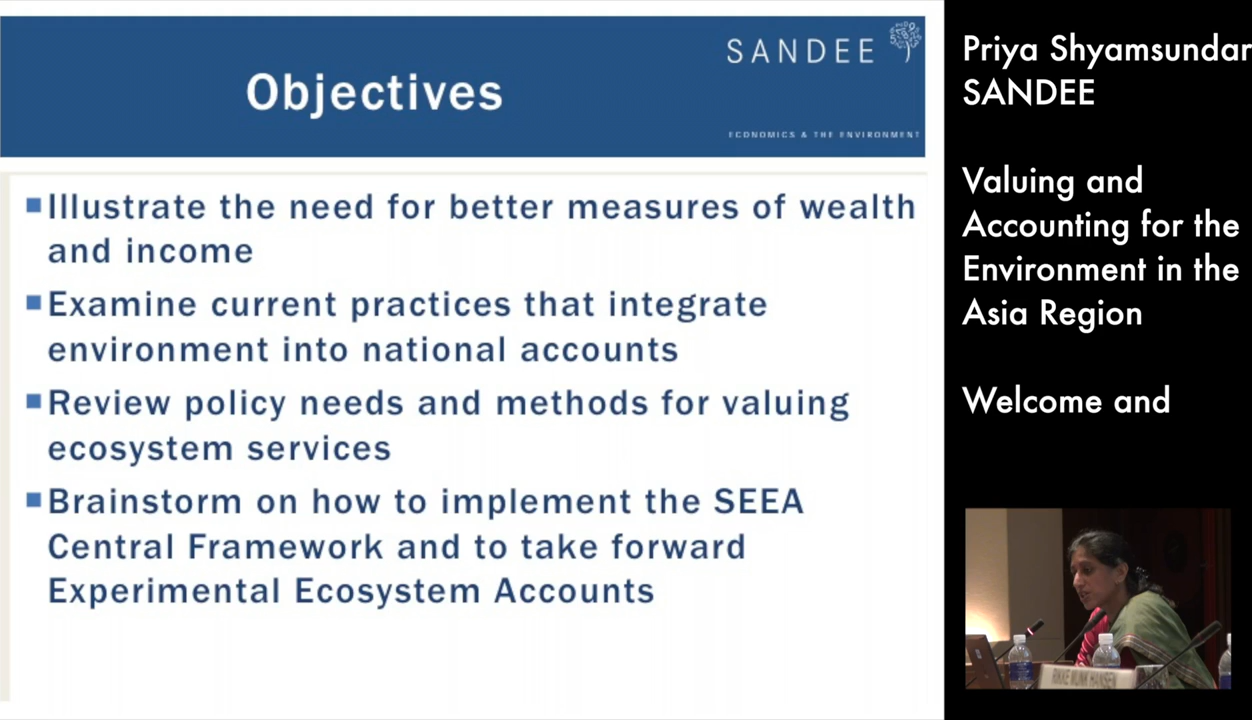 Objectives
SANDEE
ECONOMICS & THE ENVIRONMENT
Illustrate the need for better measures of wealth
and income
Examine current practices that integrate
environment into national accounts
Review policy needs and methods for valuing
ecosystem services
Brainstorm on how to implement the SEEA
Central Framework and to take forward
Experimental Ecosystem Accounts
Priya Shyamsundar
SANDEE
Valuing and
Accounting for the
Environment in the
Asia Region
Welcome and
RIKKE MUNK HANSEN